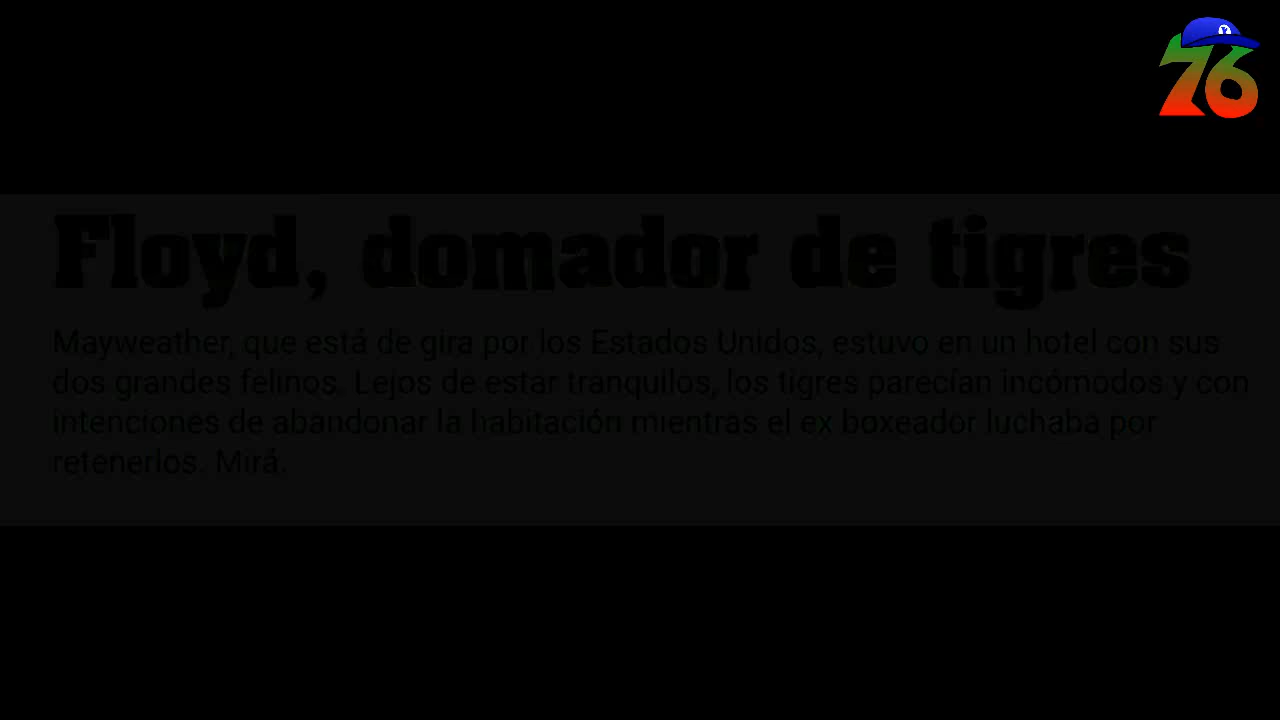 76
Floyd, domador de tigres
Mayweather, que está de gira por los Estados Unidos, estuvo en un hotel con sus
dos grandes felinos. Lejos de estar tranquilos, los tigres parecían incómodos y con
intenciones de abandonar la habitación mientras el ex boxeador luchaba por
retenerlos. Mirá.